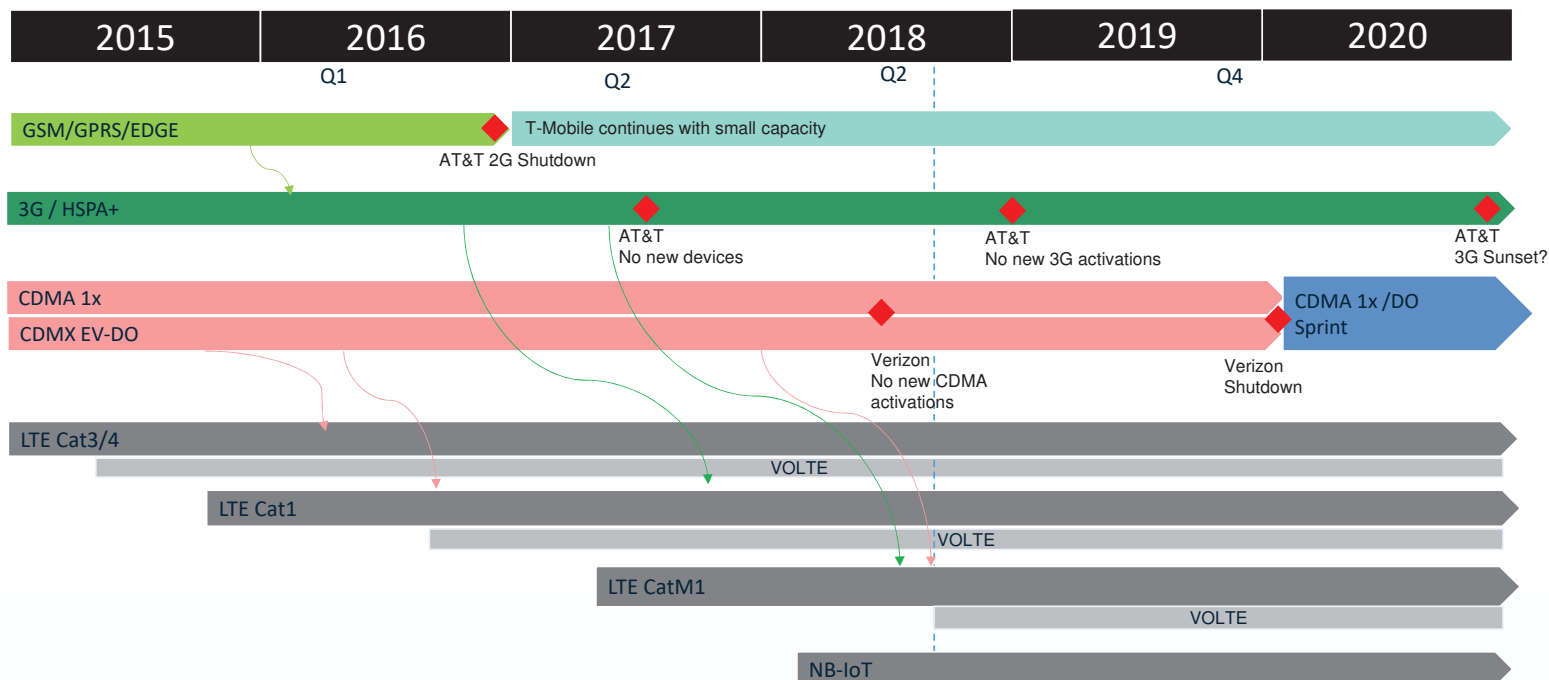 2015 2016 2017 2018 2019 2020
Q1 Q2 Q2 Q4
GSM/GPRS/EDGE
T-Mobile continues with small capacity
AT&T 2G Shutdown
3G / HSPA+
AT&T
No new devices
AT&T
No new 3G activations
AT&T
3G Sunset?
CDMA 1x
CDMX EV-DO
CDMA 1x /DO
Sprint
Verizon
No new CDMA
activations
Verizon
Shutdown
LTE Cat3/4
VOLTE
LTE Cat1
VOLTE
LTE CatM1
VOLTE
NB-IoT